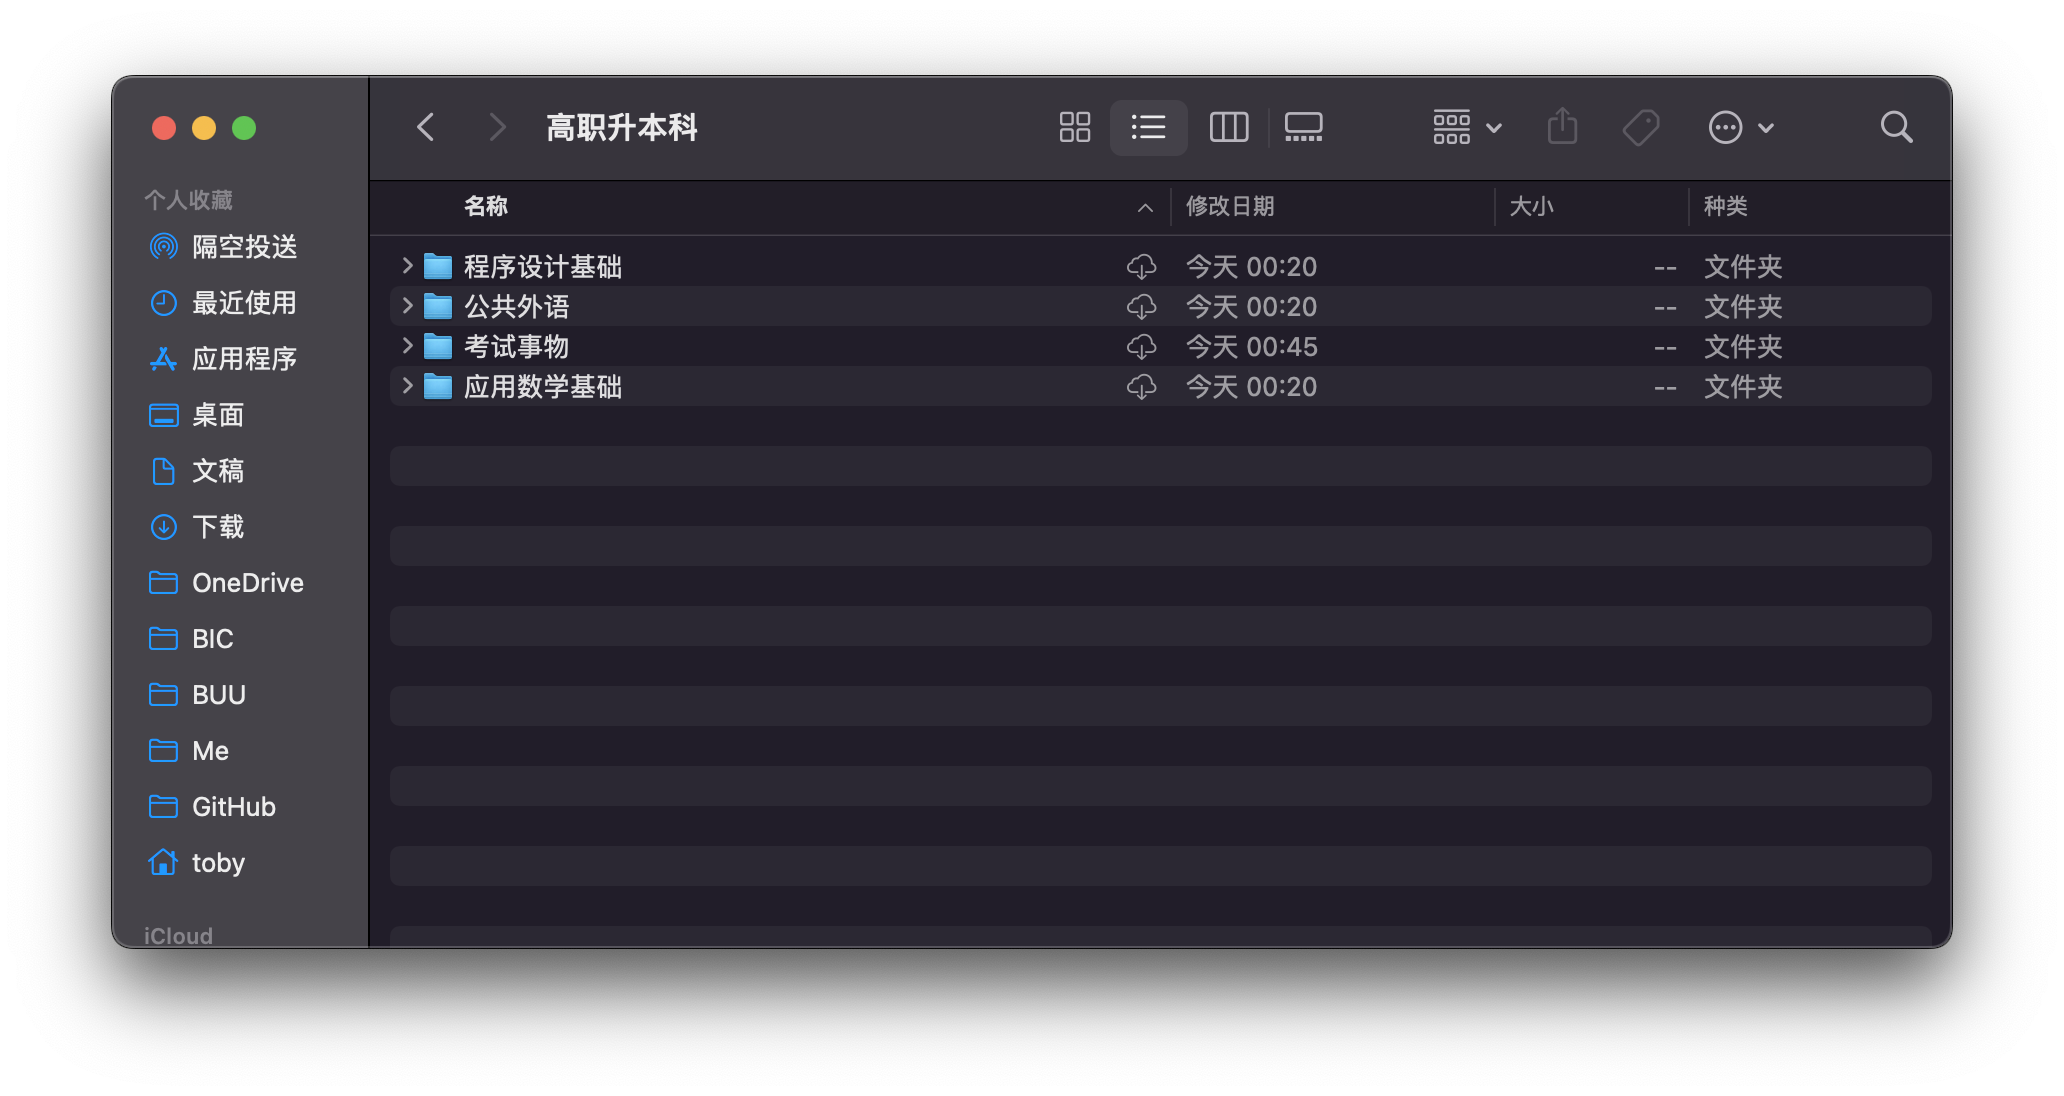 高职升本科
个人收藏
隔空投送
最近使用
应用程序
桌面
文稿
下载
OneDrive
BIC
BUU
Me
GitHub
toby
iCloud
名称 修改日期 大小 种类
程序设计基础 今天 00:20 -- 文件夹
公共外语 今天 00:20 -- 文件夹
考试事物 今天 00:45 -- 文件夹
应用数学基础 今天 00:20 -- 文件夹